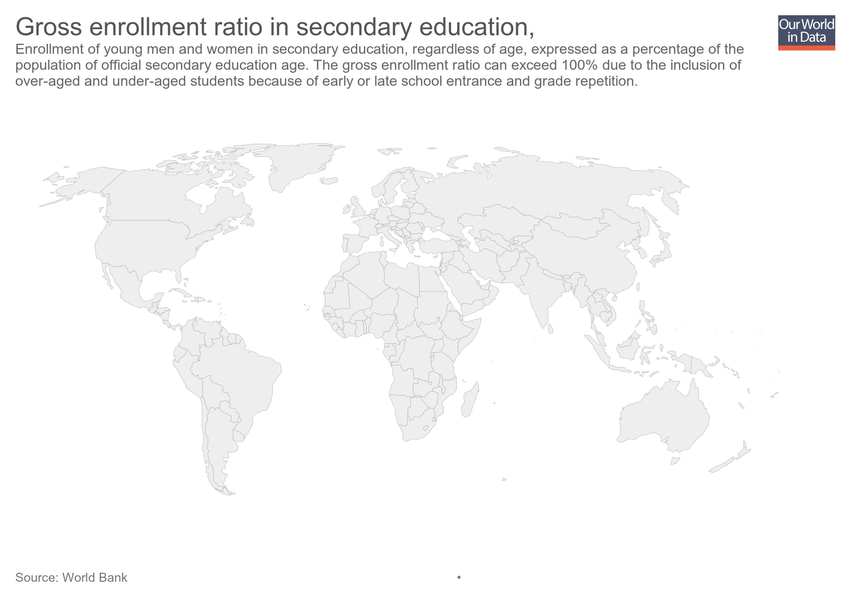 Gross enrollment ratio in secondary education,
Our World
in Data
Enrollment of young men and women in secondary education, regardless of age, expressed as a percentage of the
population of official secondary education age. The gross enrollment ratio can exceed 100% due to the inclusion of
over-aged and under-aged students because of early or late school entrance and grade repetition.
Source: World Bank
•